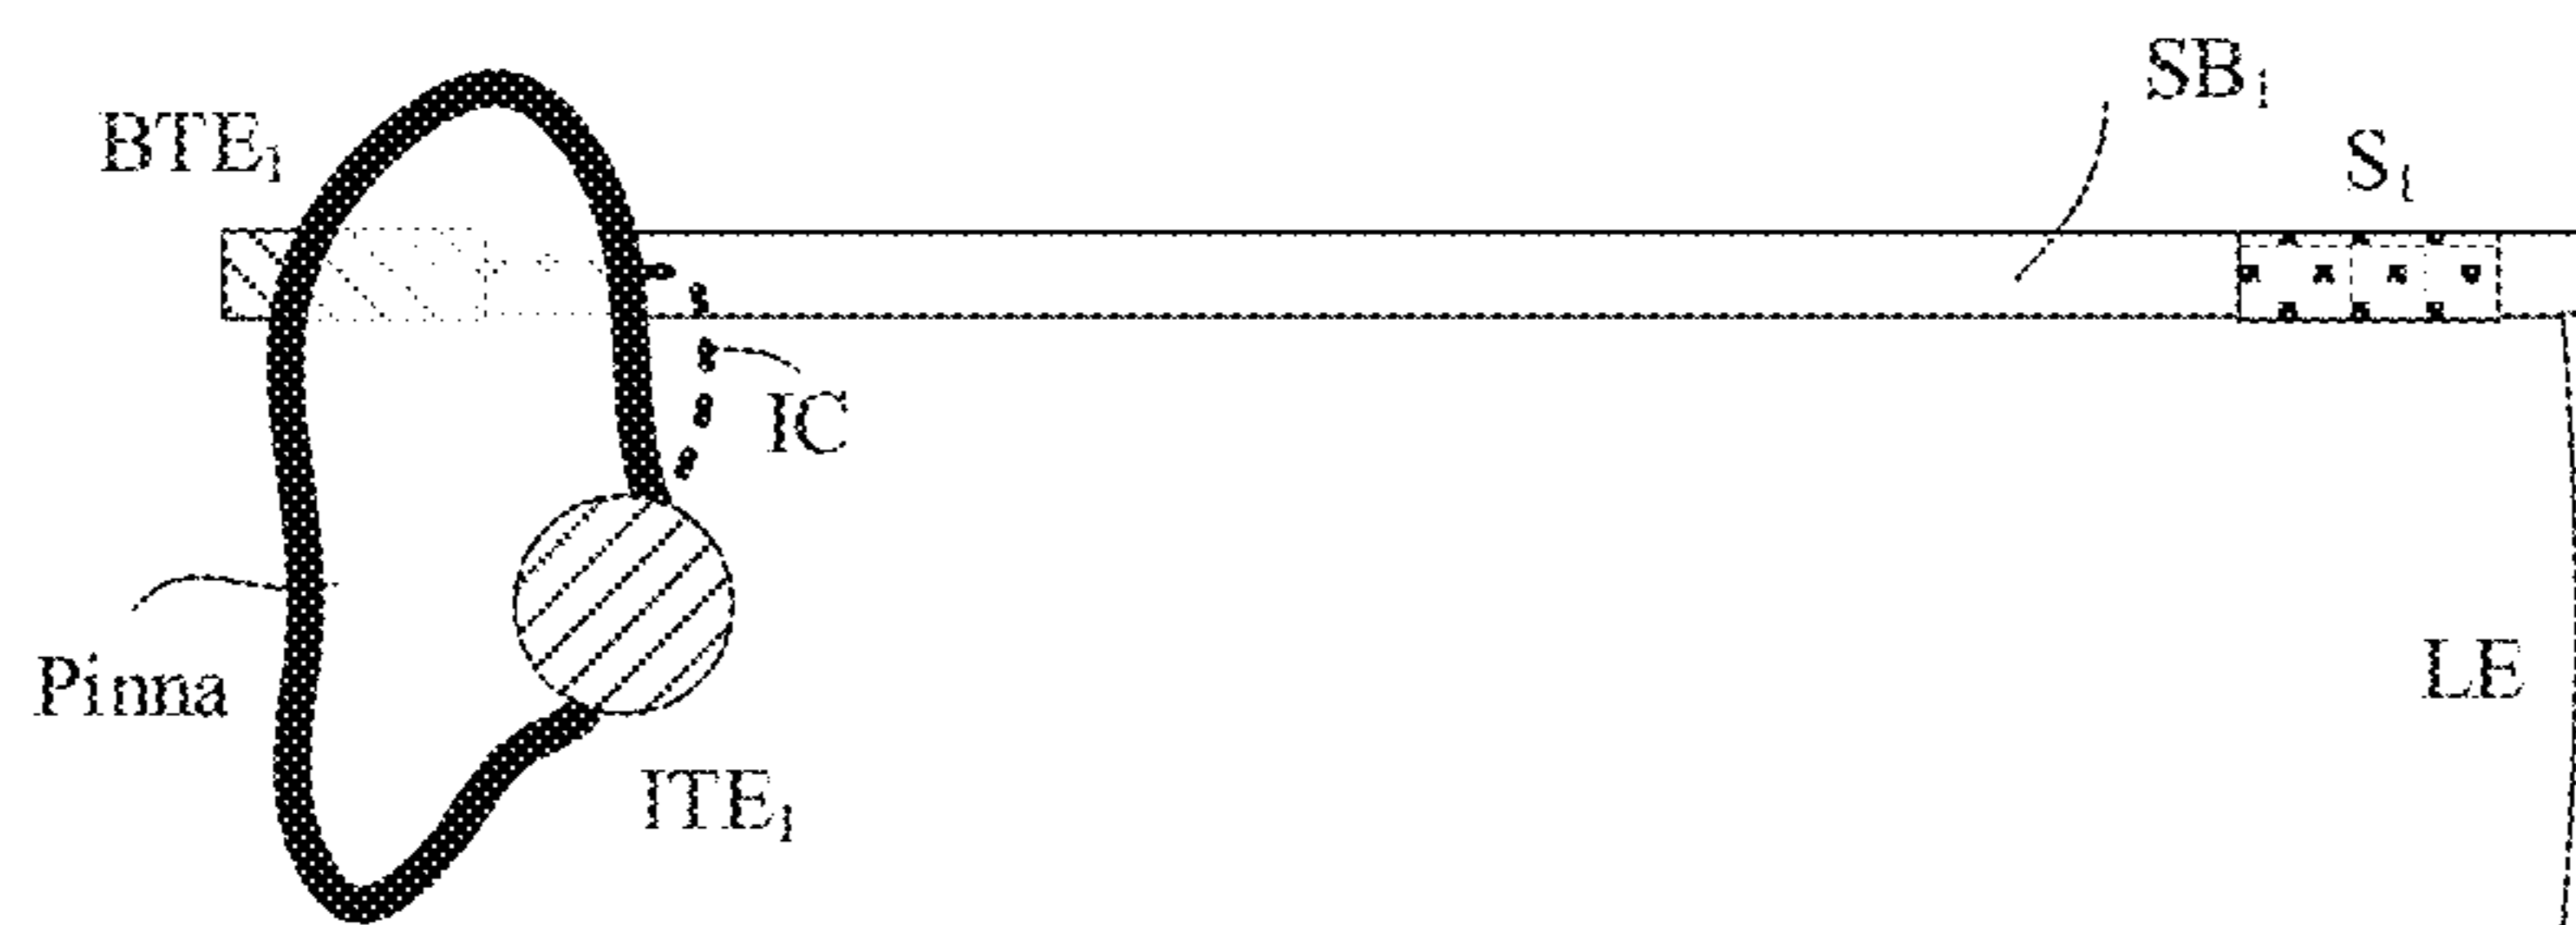 SB₁
BTE₁
S₁
IC
Pinna
LE
ITE₁